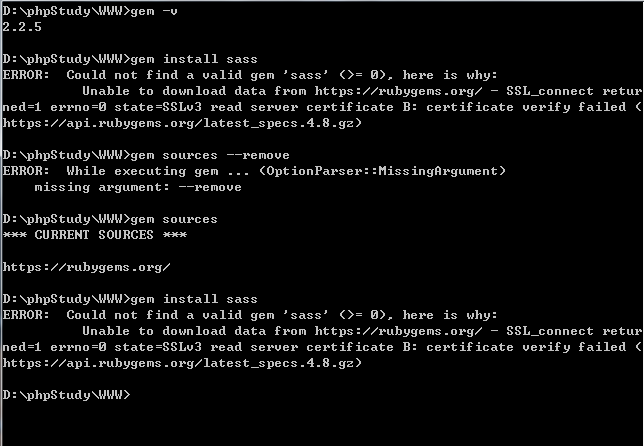 D:\phpStudy\WWW>gem -v
2.2.5
D:\phpStudy\WWW>gem install sass
ERROR:  Could not find a valid gem 'sass' (>= 0), here is why:
Unable to download data from https://rubygems.org/ - SSL_connect retur
ned=1 errno=0 state=SSLv3 read server certificate B: certificate verify failed (
https://api.rubygems.org/latest_specs.4.8.gz)
D:\phpStudy\WWW>gem sources --remove
ERROR:  While executing gem ... (OptionParser::MissingArgument)
missing argument: --remove
D:\phpStudy\WWW>gem sources
*** CURRENT SOURCES ***
https://rubygems.org/
D:\phpStudy\WWW>gem install sass
ERROR:  Could not find a valid gem 'sass' (>= 0), here is why:
Unable to download data from https://rubygems.org/ - SSL_connect retur
ned=1 errno=0 state=SSLv3 read server certificate B: certificate verify failed (
https://api.rubygems.org/latest_specs.4.8.gz)
D:\phpStudy\WWW>